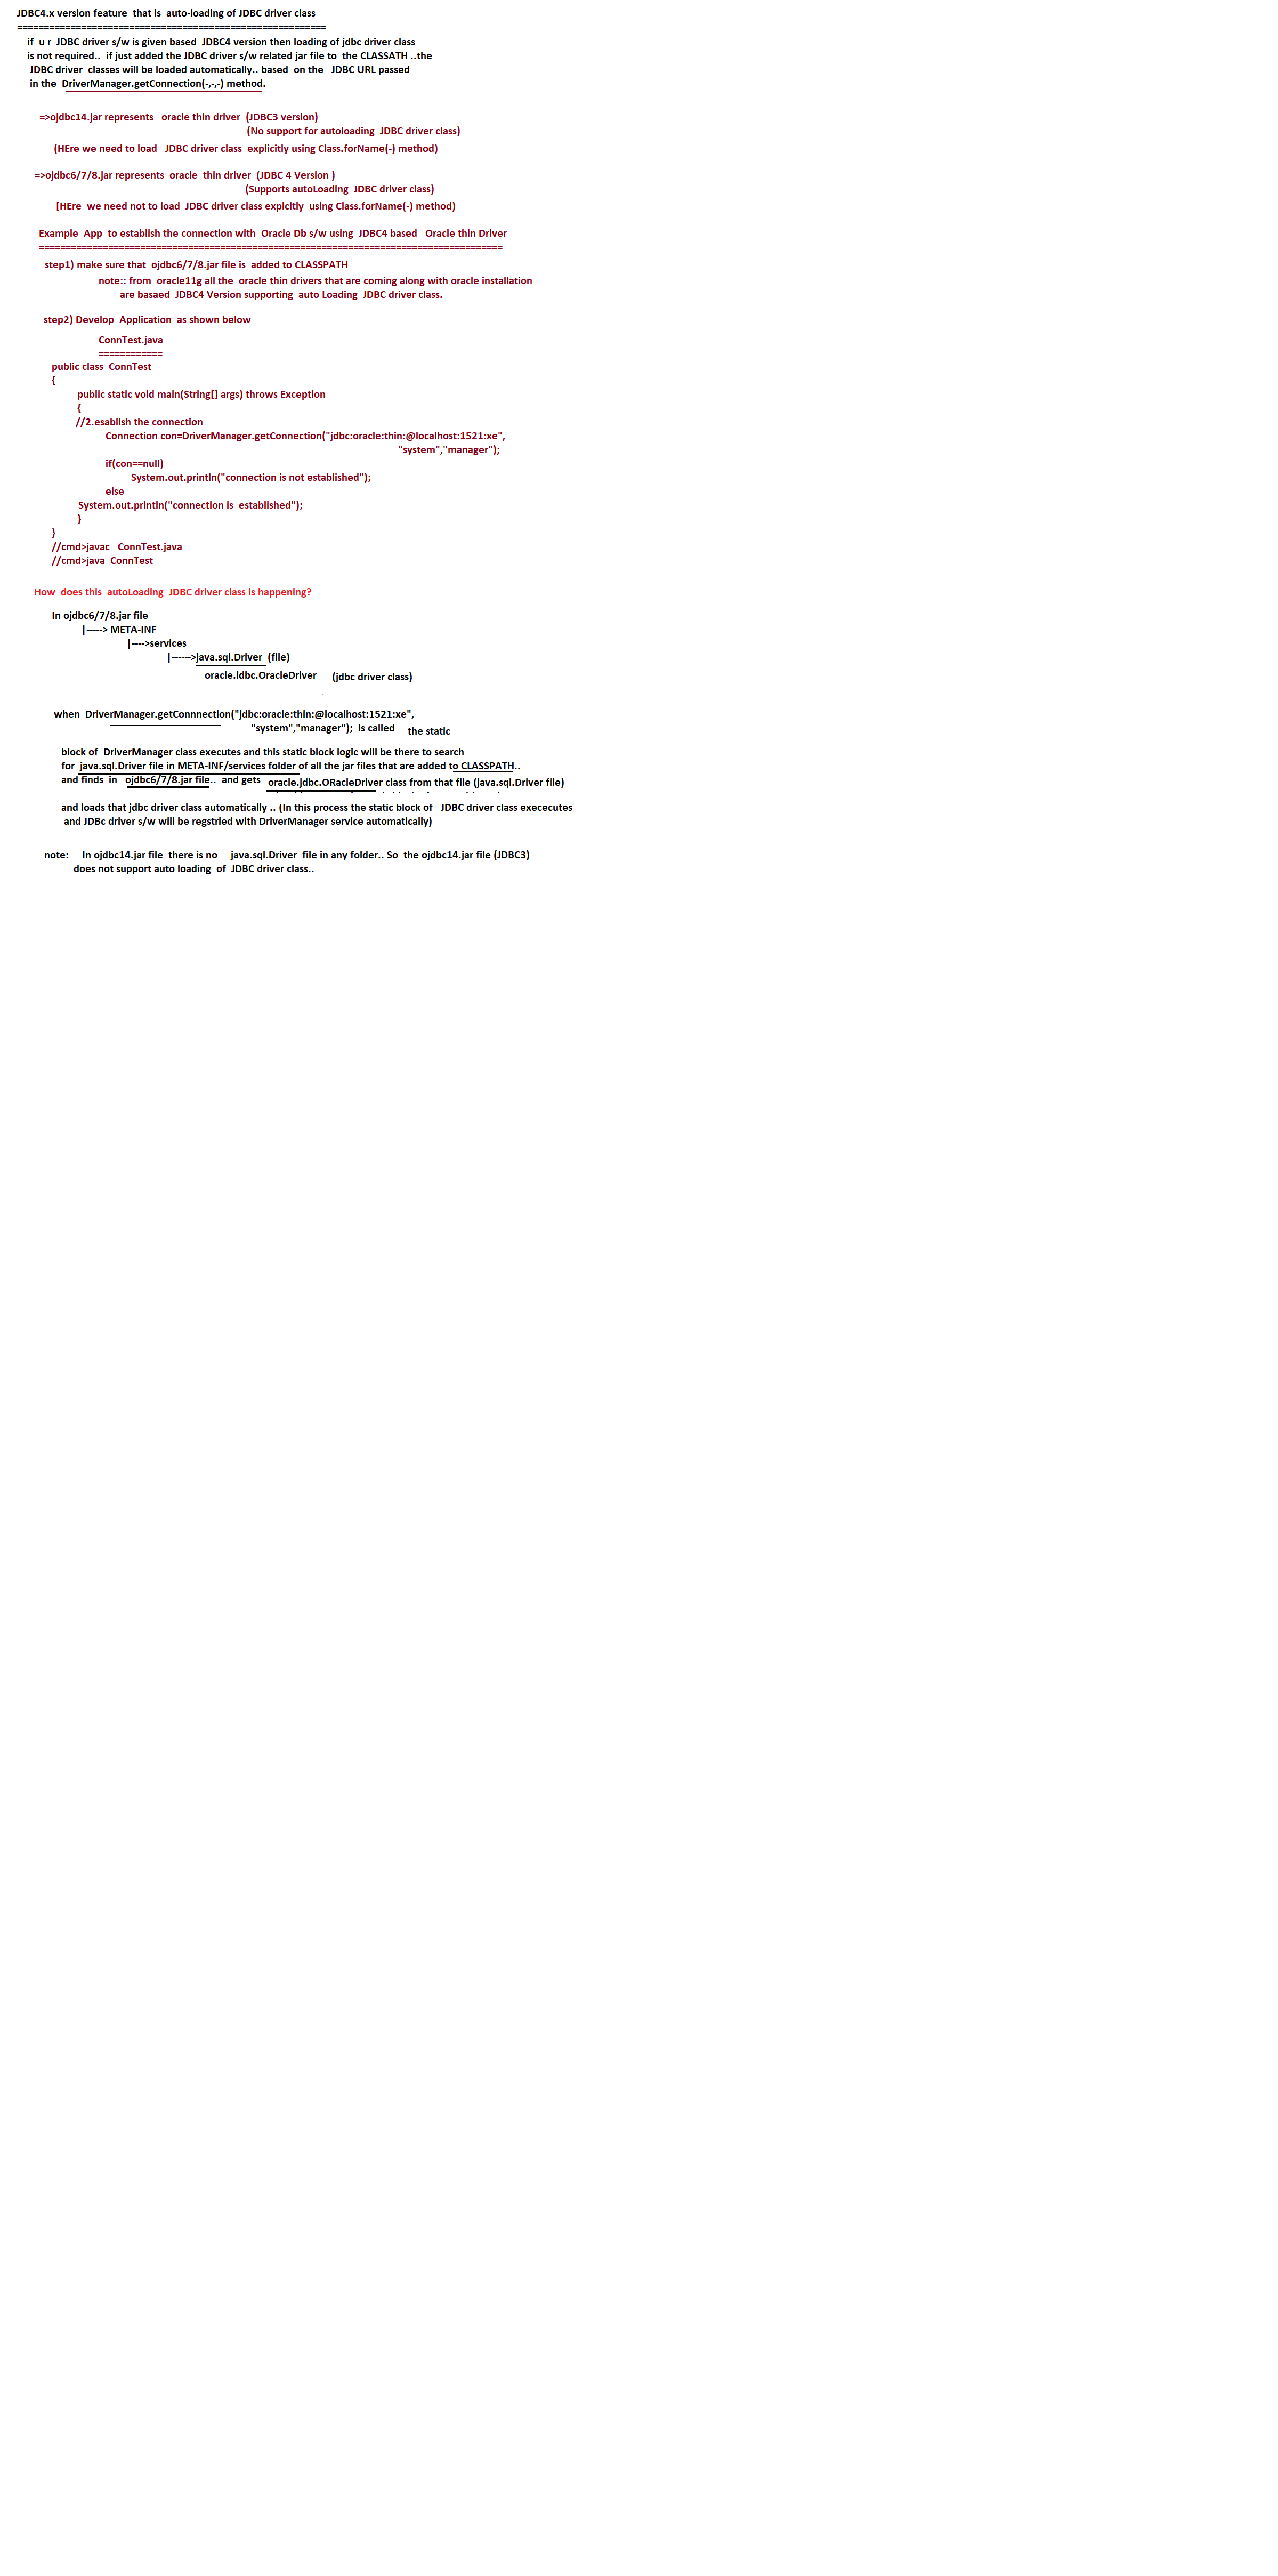 JDBC4.x version feature that is auto-loading of JDBC driver class
==========================================================
if u r JDBC driver s/w is given based JDBC4 version then loading of jdbc driver class
is not required.. if just added the JDBC driver s/w related jar file to the CLASSATH ..the
JDBC driver classes will be loaded automatically.. based on the JDBC URL passed
in the DriverManager.getConnection(-,-,-) method.
=>ojdbc14.jar represents oracle thin driver (JDBC3 version)
(No support for autoloading JDBC driver class)
(HEre we need to load JDBC driver class explicitly using Class.forName(-) method)
=>ojdbc6/7/8.jar represents oracle thin driver (JDBC 4 Version )
(Supports autoLoading JDBC driver class)
[HEre we need not to load JDBC driver class explcitly using Class.forName(-) method)
Example App to establish the connection with Oracle Db s/w using JDBC4 based Oracle thin Driver
=======================================================================================
step1) make sure that ojdbc6/7/8.jar file is added to CLASSPATH
note:: from oracle11g all the oracle thin drivers that are coming along with oracle installation
are basaed JDBC4 Version supporting auto Loading JDBC driver class.
step2) Develop Application as shown below
ConnTest.java
============
public class ConnTest
{
public static void main(String[] args) throws Exception
{
//2.esablish the connection
Connection con=DriverManager.getConnection("jdbc:oracle:thin:@localhost:1521:xe",
"system","manager");
if(con==null)
System.out.println("connection is not established");
else
System.out.println("connection is established");
}
}
//cmd>javac ConnTest.java
//cmd>java ConnTest
How does this autoLoading JDBC driver class is happening?
In ojdbc6/7/8.jar file
|-----> META-INF
|---->services
|------>java.sql.Driver (file)
oracle.idbc.OracleDriver (jdbc driver class)
when DriverManager.getConnnection("jdbc:oracle:thin:@localhost:1521:xe",
"system","manager"); is called the static
block of DriverManager class executes and this static block logic will be there to search
for java.sql.Driver file in META-INF/services folder of all the jar files that are added to CLASSPATH..
and finds in ojdbc6/7/8.jar file.. and gets oracle.jdbc.ORacleDriver class from that file (java.sql.Driver file)
and loads that jdbc driver class automatically .. (In this process the static block of JDBC driver class exececutes
and JDBc driver s/w will be regstried with DriverManager service automatically)
note: In ojdbc14.jar file there is no java.sql.Driver file in any folder.. So the ojdbc14.jar file (JDBC3)
does not support auto loading of JDBC driver class..